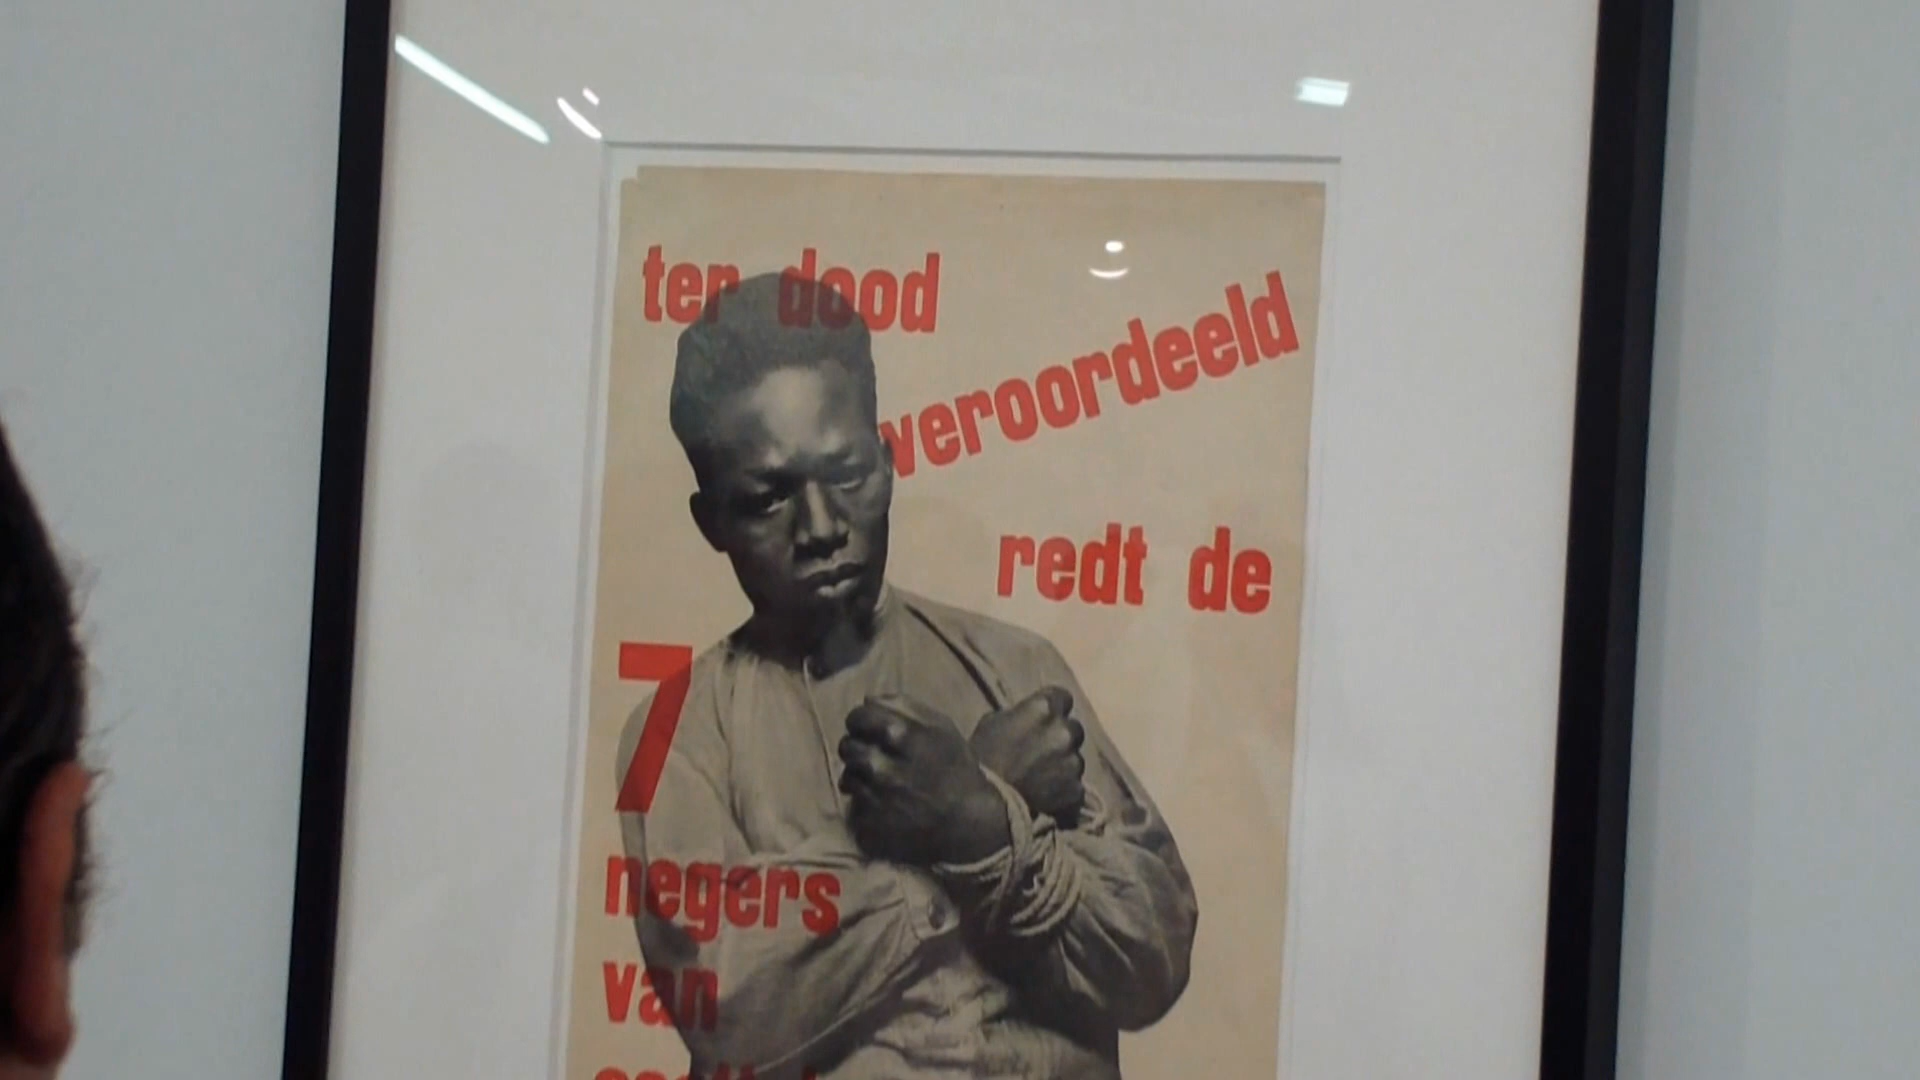 ter dood
veroordeeld
redt de
7
negers
van